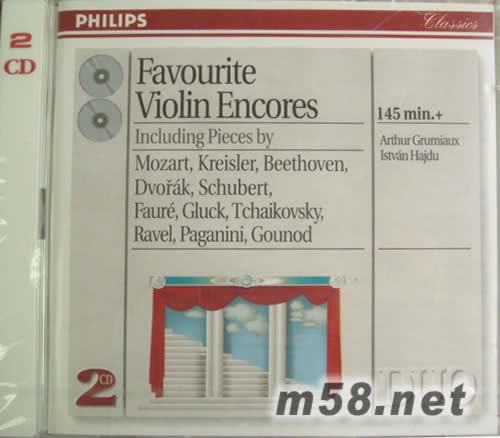 2
CD
PHILIPS
Classics
Favourite
Violin Encores
Including Pieces by
Mozart, Kreisler, Beethoven,
Dvořák, Schubert,
Fauré, Gluck, Tchaikovsky,
Ravel, Paganini, Gounod
145 min.+
Arthur Grumiaux
István Hajdu
2CD
DUO
m58.net